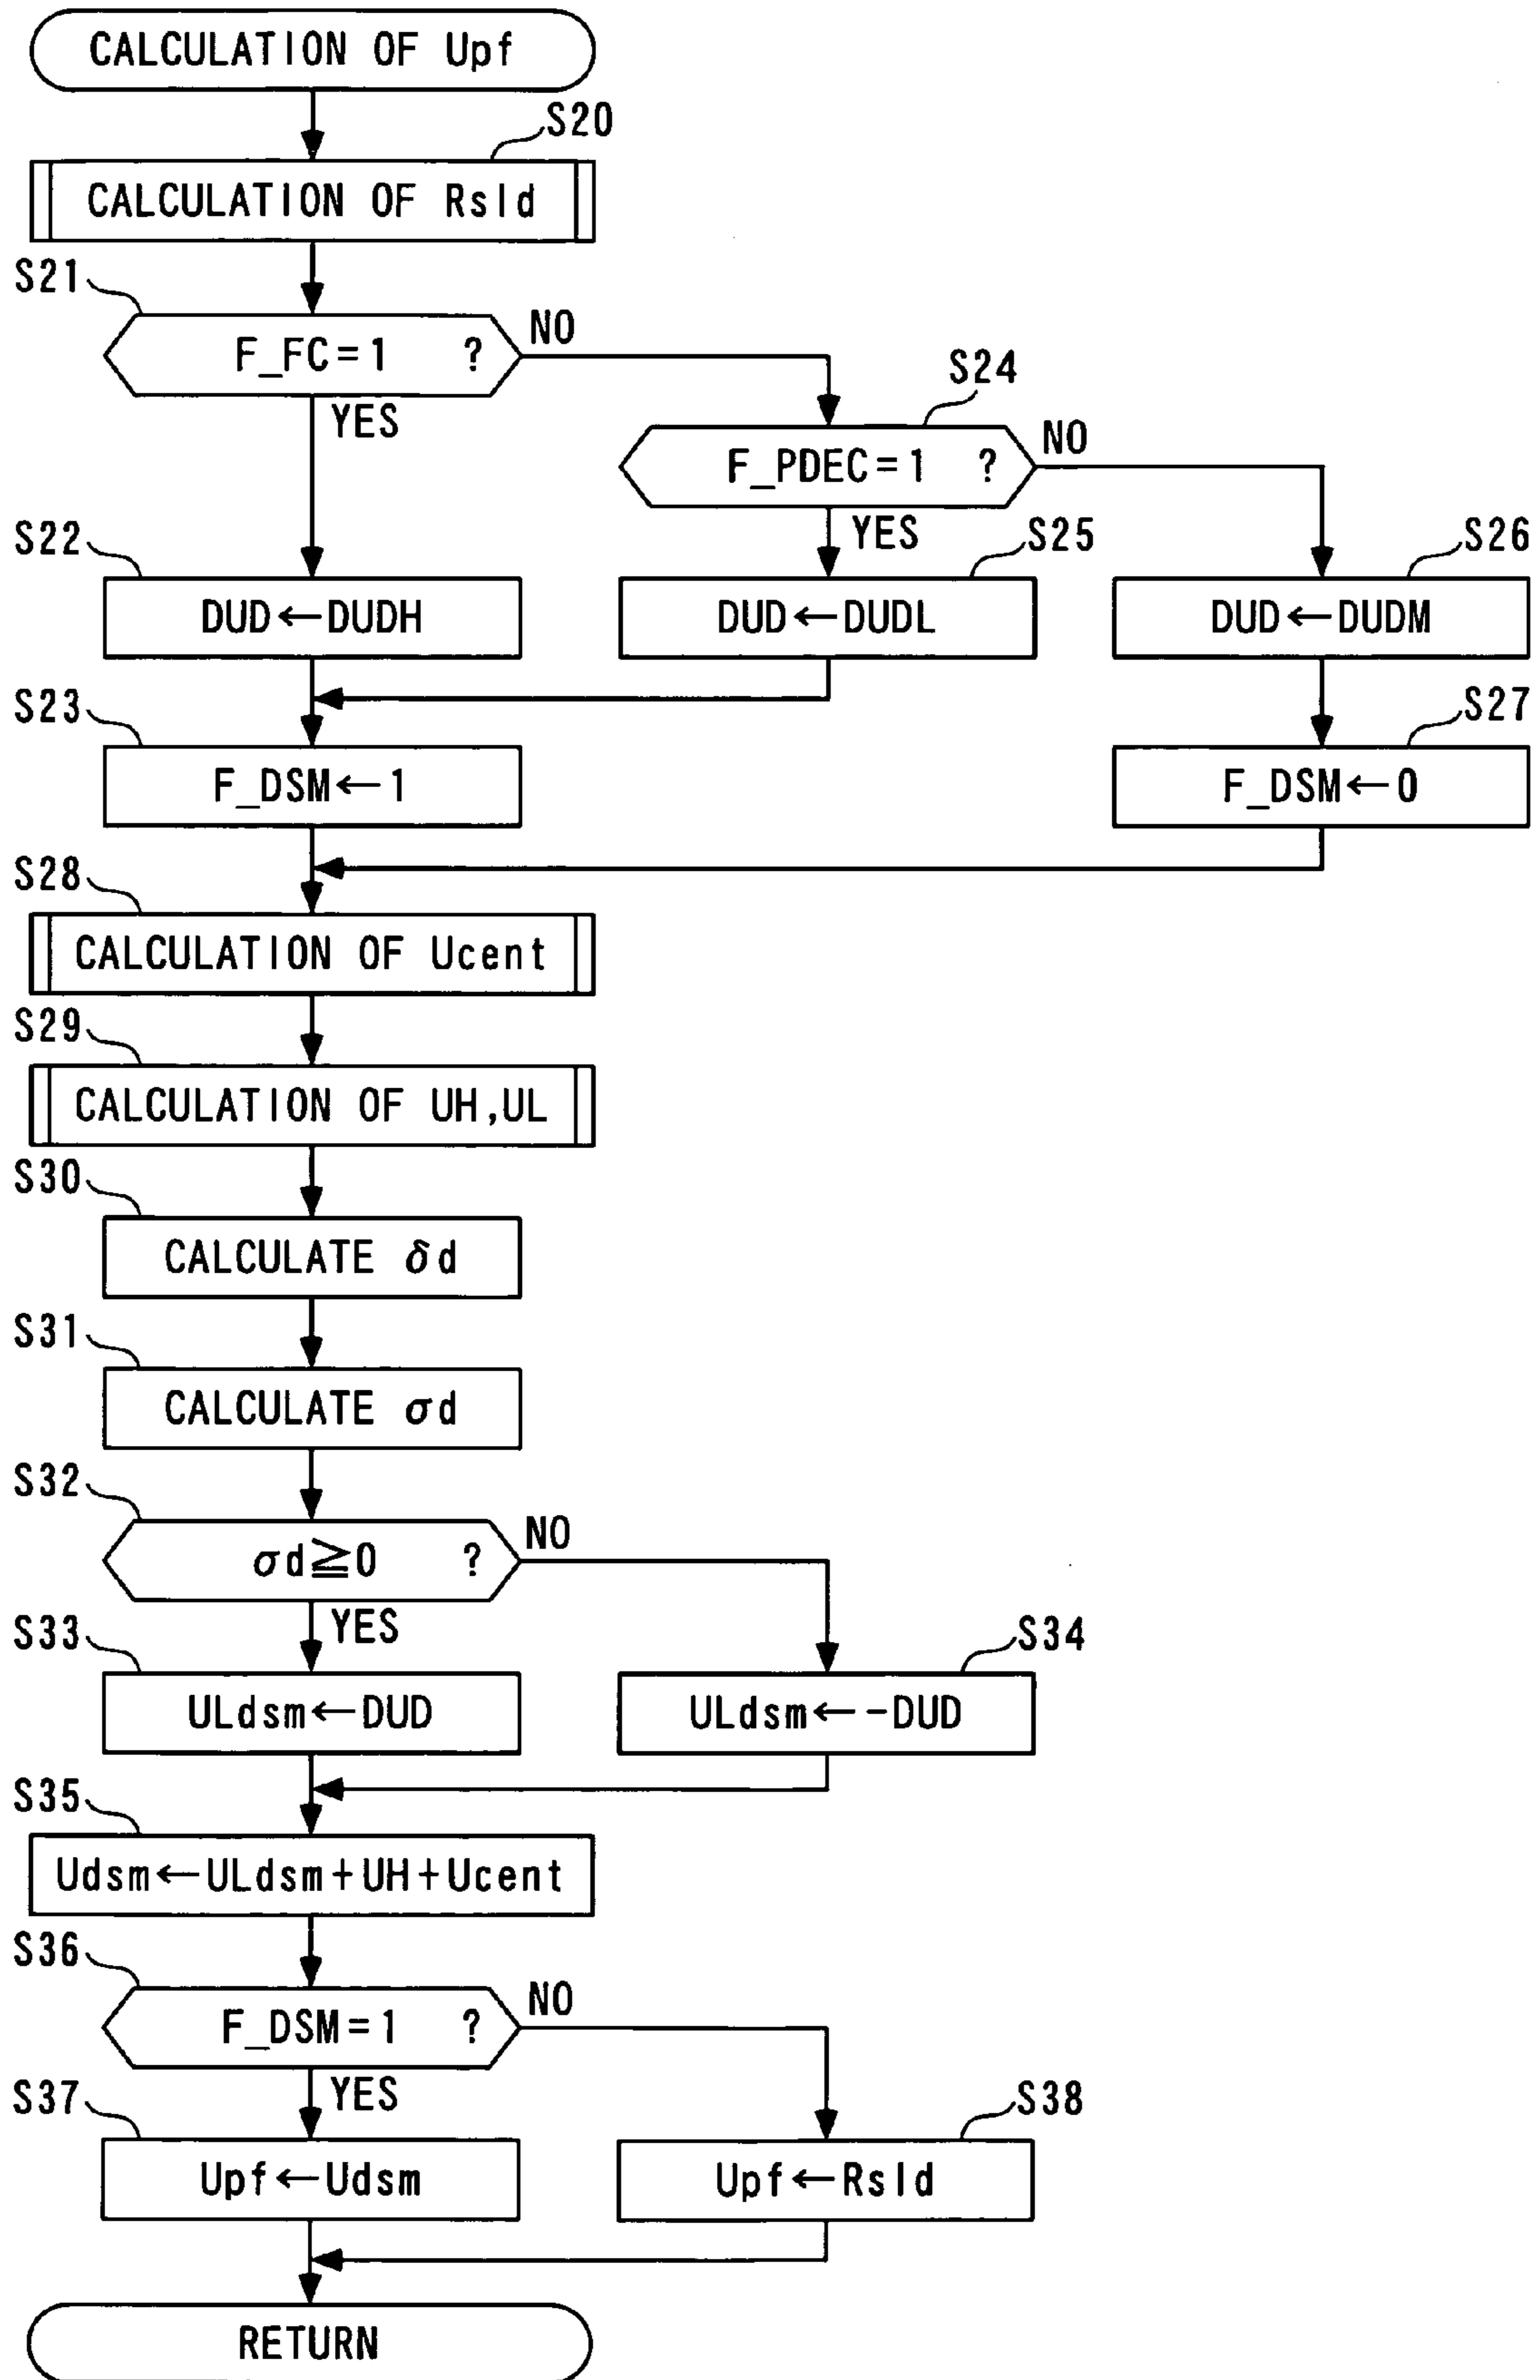 CALCULATION OF Upf
S20
CALCULATION OF Rsld
S21
F_FC=1 ?
NO
YES
S24
F_PDEC=1 ?
NO
YES
S22
DUD←DUDH
S25
DUD←DUDL
S26
DUD←DUDM
S23
F_DSM←1
S27
F_DSM←0
S28
CALCULATION OF Ucent
S29
CALCULATION OF UH,UL
S30
CALCULATE δd
S31
CALCULATE σd
S32
σd≧0 ?
NO
YES
S33
ULdsm←DUD
S34
ULdsm←-DUD
S35
Udsm←ULdsm+UH+Ucent
S36
F_DSM=1 ?
NO
YES
S37
Upf←Udsm
S38
Upf←Rsld
RETURN